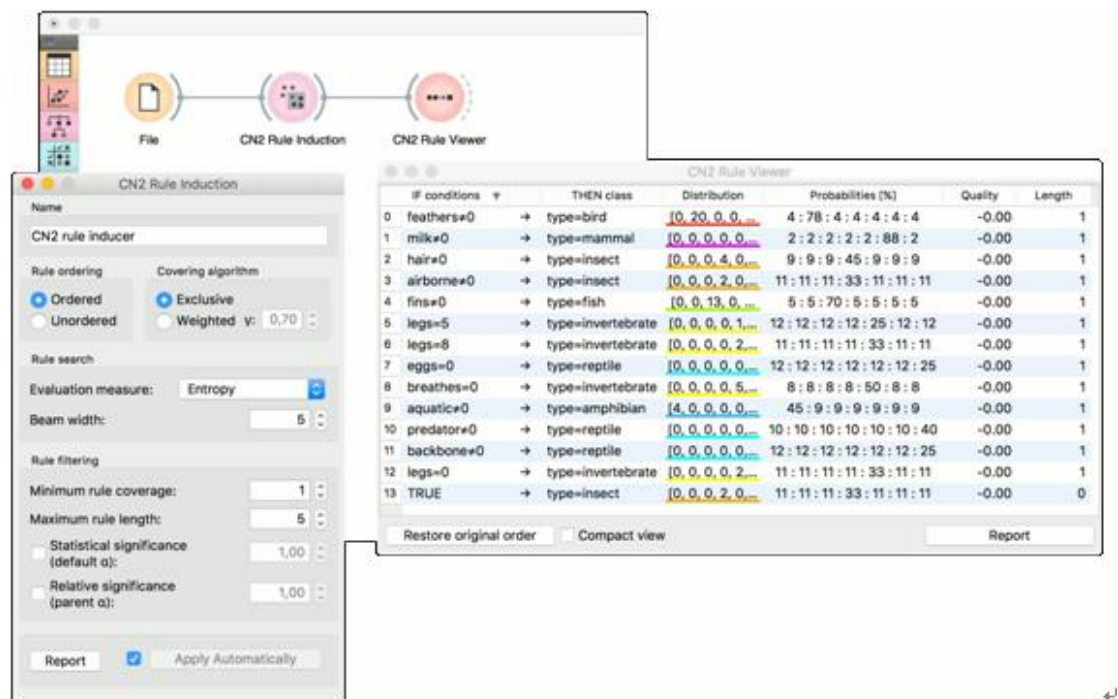 File
CN2 Rule Induction
CN2 Rule Viewer
CN2 Rule Induction
Name
CN2 rule inducer
Rule ordering
Covering algorithm
Ordered
Exclusive
Unordered
Weighted γ: 0,70
Rule search
Evaluation measure: Entropy
Beam width: 5
Rule filtering
Minimum rule coverage: 1
Maximum rule length: 5
Statistical significance
(default α): 1,00
Relative significance
(parent α): 1,00
Report
Apply Automatically
CN2 Rule Viewer
IF conditions THEN class Distribution Probabilities [%] Quality Length
0 feathers≠0 → type=bird [0, 20, 0, 0, ... 4 : 78 : 4 : 4 : 4 : 4 : 4 -0.00 1
1 milk≠0 → type=mammal [0, 0, 0, 0, 0,... 2 : 2 : 2 : 2 : 2 : 88 : 2 -0.00 1
2 hair≠0 → type=insect [0, 0, 0, 4, 0,... 9 : 9 : 9 : 45 : 9 : 9 : 9 -0.00 1
3 airborne≠0 → type=insect [0, 0, 0, 2, 0,... 11 : 11 : 11 : 33 : 11 : 11 : 11 -0.00 1
4 fins≠0 → type=fish [0, 0, 13, 0, ... 5 : 5 : 70 : 5 : 5 : 5 : 5 -0.00 1
5 legs=5 → type=invertebrate [0, 0, 0, 0, 1,... 12 : 12 : 12 : 12 : 25 : 12 : 12 -0.00 1
6 legs=8 → type=invertebrate [0, 0, 0, 0, 2,... 11 : 11 : 11 : 11 : 33 : 11 : 11 -0.00 1
7 eggs=0 → type=reptile [0, 0, 0, 0, 0,... 12 : 12 : 12 : 12 : 12 : 12 : 25 -0.00 1
8 breathes=0 → type=invertebrate [0, 0, 0, 0, 5,... 8 : 8 : 8 : 8 : 50 : 8 : 8 -0.00 1
9 aquatic≠0 → type=amphibian [4, 0, 0, 0, 0,... 45 : 9 : 9 : 9 : 9 : 9 : 9 -0.00 1
10 predator≠0 → type=reptile [0, 0, 0, 0, 0,... 10 : 10 : 10 : 10 : 10 : 10 : 40 -0.00 1
11 backbone≠0 → type=reptile [0, 0, 0, 0, 0,... 12 : 12 : 12 : 12 : 12 : 12 : 25 -0.00 1
12 legs=0 → type=invertebrate [0, 0, 0, 0, 2,... 11 : 11 : 11 : 11 : 33 : 11 : 11 -0.00 1
13 TRUE → type=insect [0, 0, 0, 2, 0,... 11 : 11 : 11 : 33 : 11 : 11 : 11 -0.00 0
Restore original order
Compact view
Report